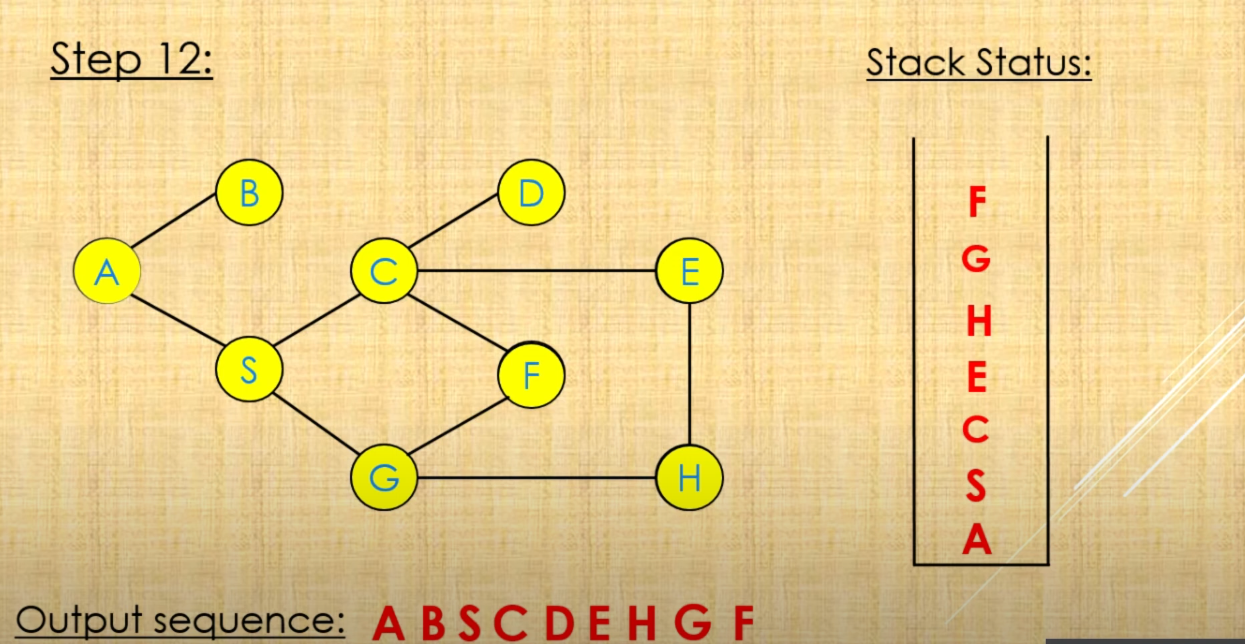 Step 12:
Stack Status:
B
D
F
A
C
E
G
H
S
F
E
C
G
H
S
A
Output sequence: A B S C D E H G F